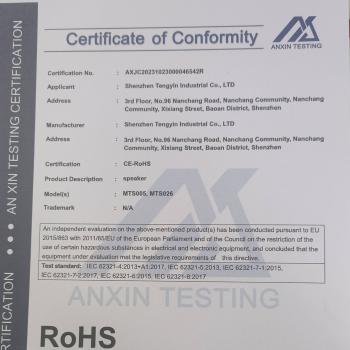 Certificate of Conformity
ANXIN TESTING
Certification No. : AXJC20231023000046542R
Applicant : Shenzhen Tengyin Industrial Co., LTD
Address : 3rd Floor, No.96 Nanchang Road, Nanchang Community, Nanchang
Community, Xixiang Street, Baoan District, Shenzhen
Manufacturer : Shenzhen Tengyin Industrial Co., LTD
Address : 3rd Floor, No.96 Nanchang Road, Nanchang Community, Nanchang
Community, Xixiang Street, Baoan District, Shenzhen
Certification : CE-RoHS
Product Description : speaker
Model(s) : MTS005, MTS026
Trademark : N/A
An independent evaluation on the above-mentioned product(s) has been conducted pursuant to EU
2015/863 with 2011/65/EU of the European Parliament and of the Council on the restriction of the
use of certain hazardous substances in electrical and electronic equipment, and concluded that the
equipment under evaluation met the legislative requirements of this directive.
Test standard: IEC 62321-4:2013+A1:2017, IEC 62321-5:2013, IEC 62321-7-1:2015,
IEC 62321-7-2:2017, IEC 62321-6:2015, IEC 62321-8:2017
ANXIN TESTING
RoHS
AN XIN TESTING CERTIFICATION
RTIFICATION